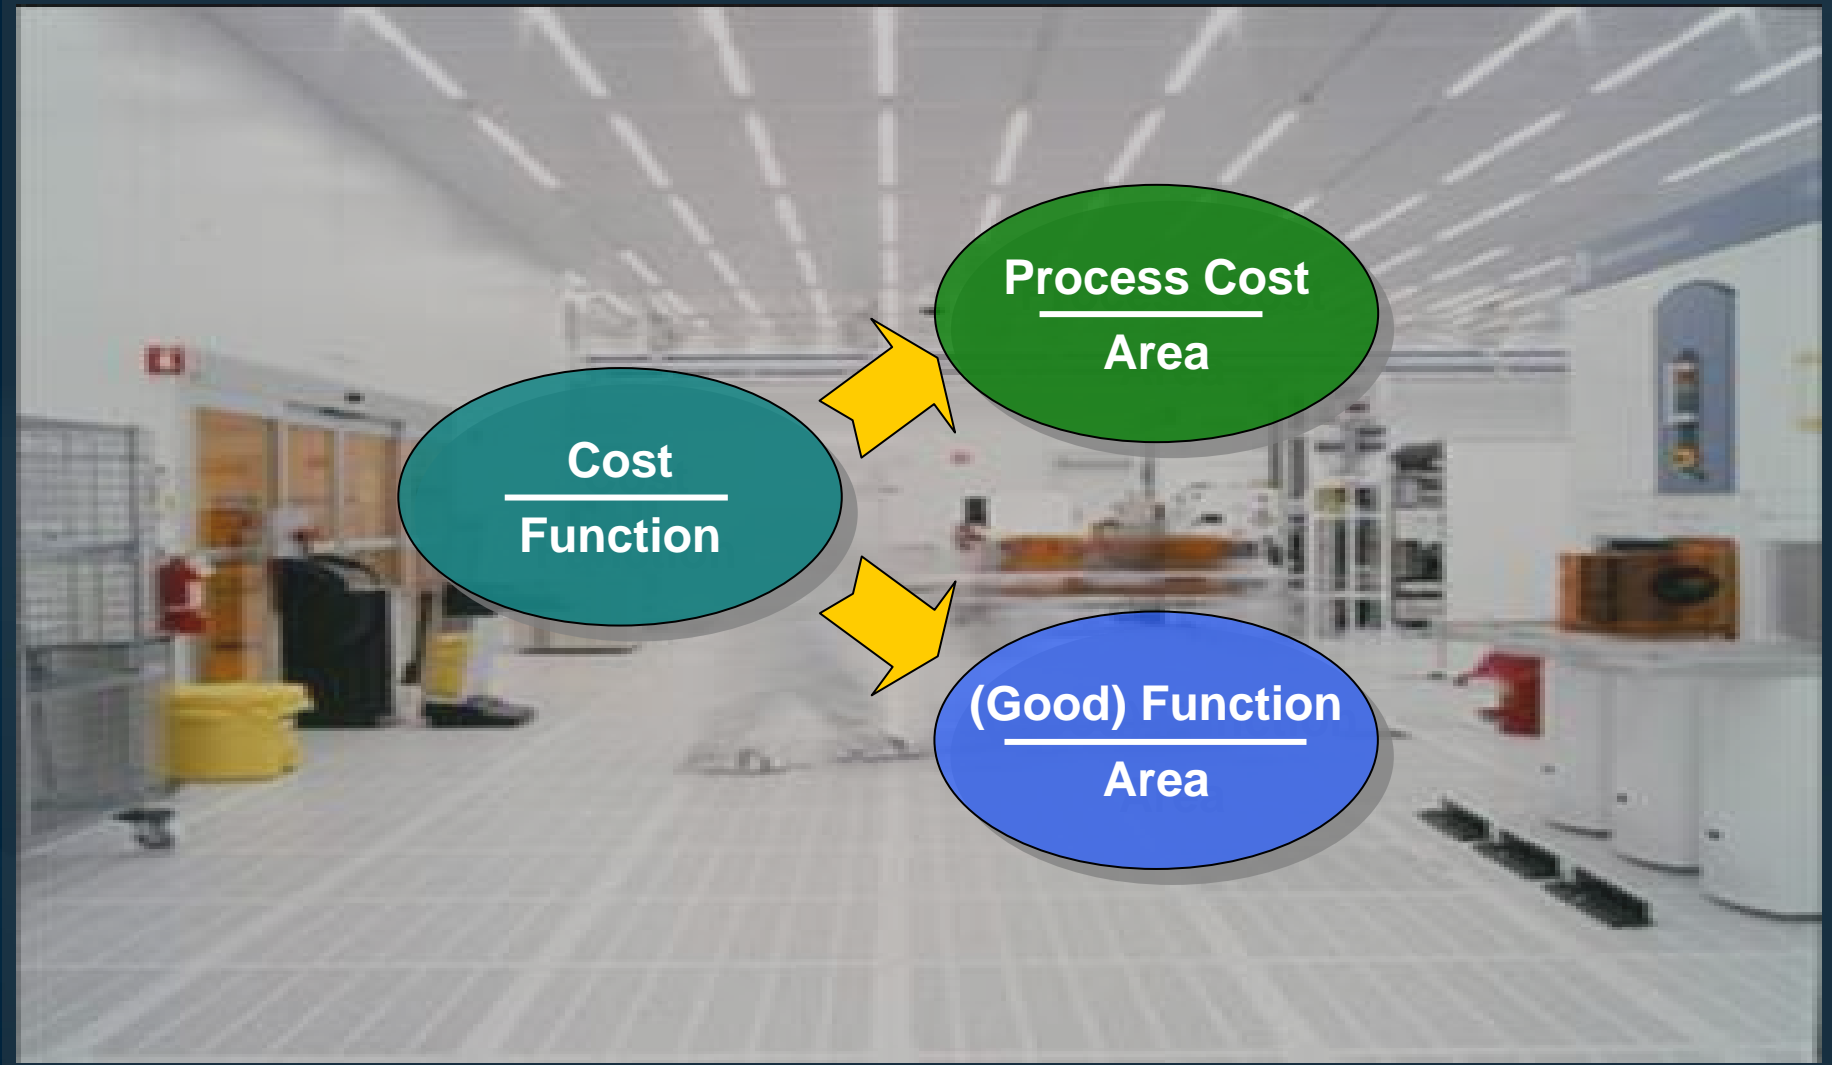 Cost
Function
Process Cost
Area
(Good) Function
Area